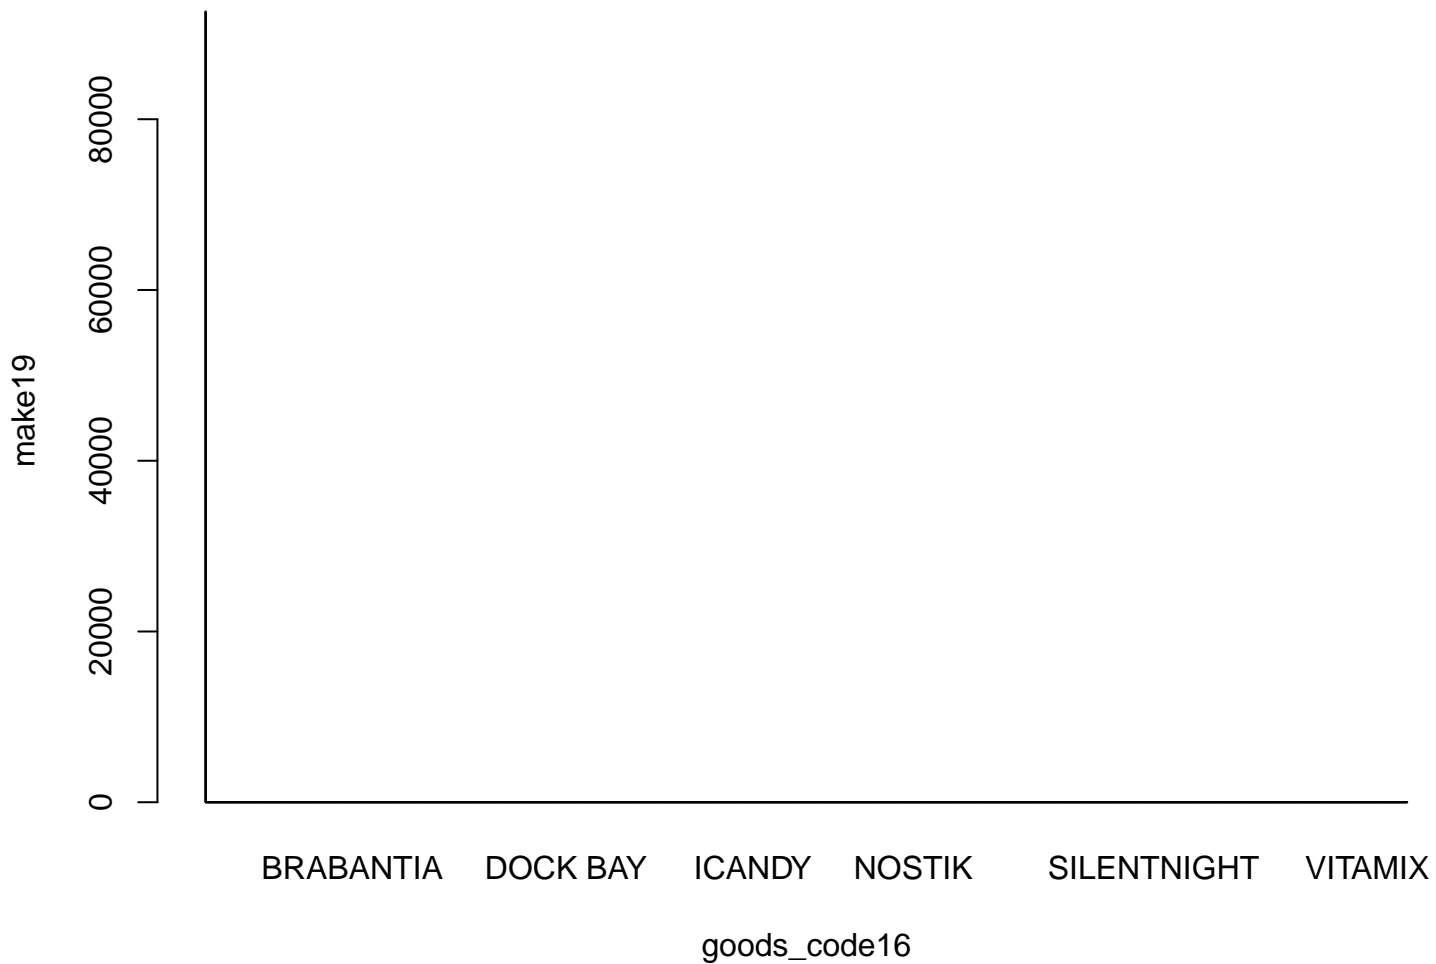 80000
60000
40000
20000
0
make19
BRABANTIA DOCK BAY ICANDY NOSTIK SILENTNIGHT VITAMIX
goods_code16